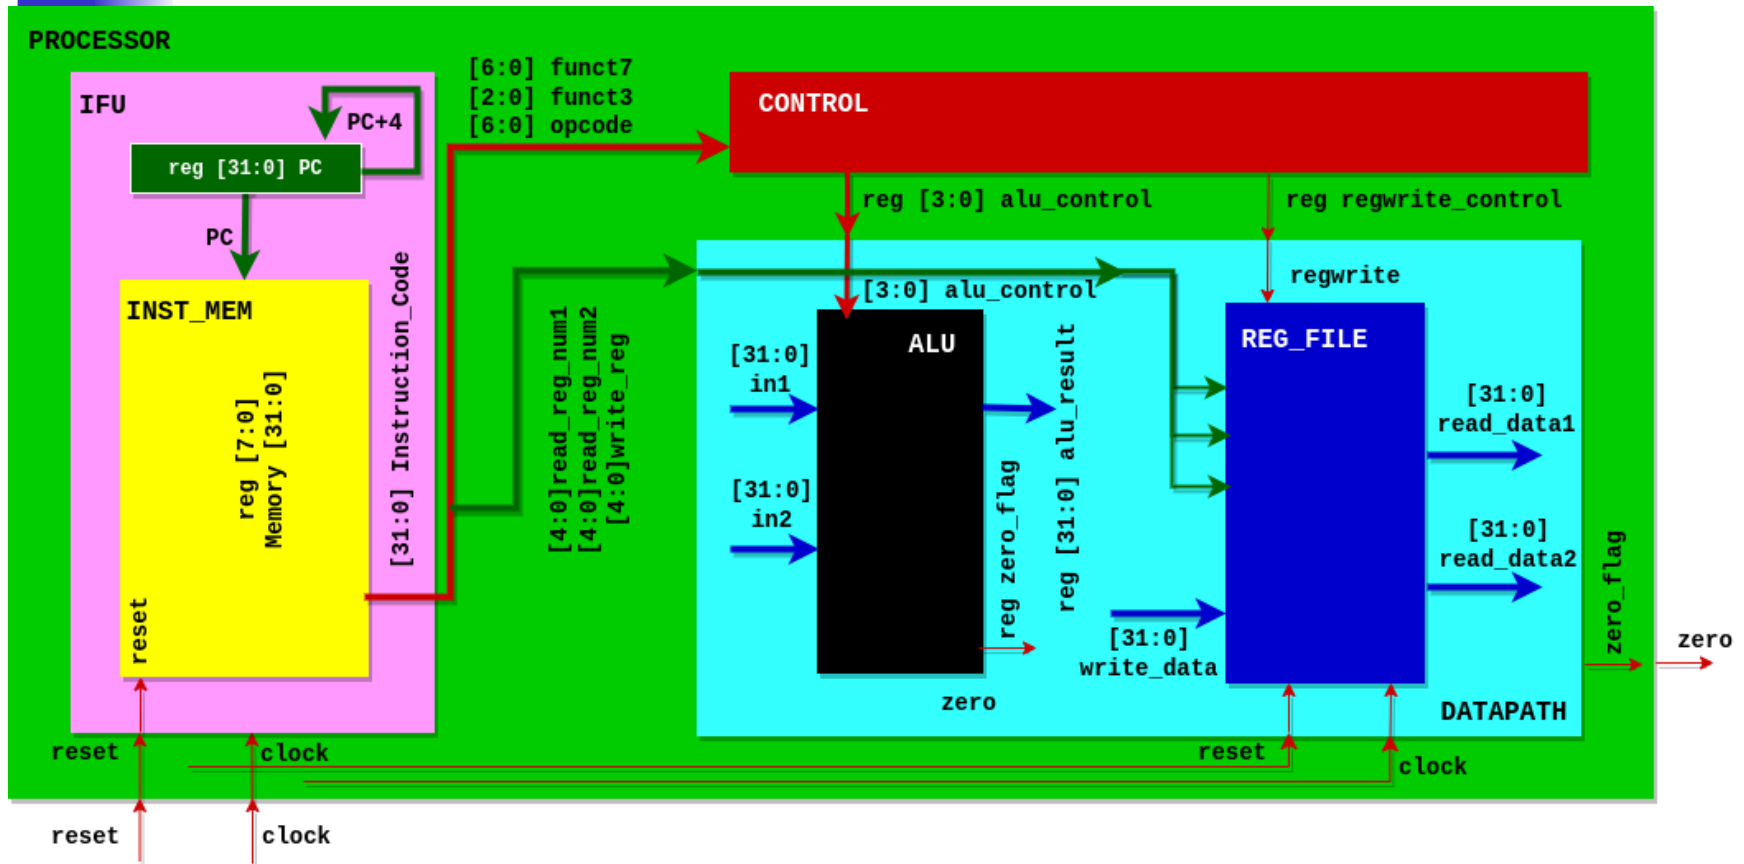 PROCESSOR
IFU
PC+4
reg [31:0] PC
PC
INST_MEM
reg [7:0]
Memory [31:0]
reset
[31:0] Instruction_Code
[6:0] funct7
[2:0] funct3
[6:0] opcode
CONTROL
reg [3:0] alu_control
reg regwrite_control
[4:0]read_reg_num1
[4:0]read_reg_num2
[4:0]write_reg
[3:0] alu_control
regwrite
ALU
[31:0]
in1
[31:0]
in2
reg zero_flag
reg [31:0] alu_result
zero
REG_FILE
[31:0]
read_data1
[31:0]
read_data2
[31:0]
write_data
DATAPATH
zero_flag
zero
reset
clock
reset
clock
reset
clock